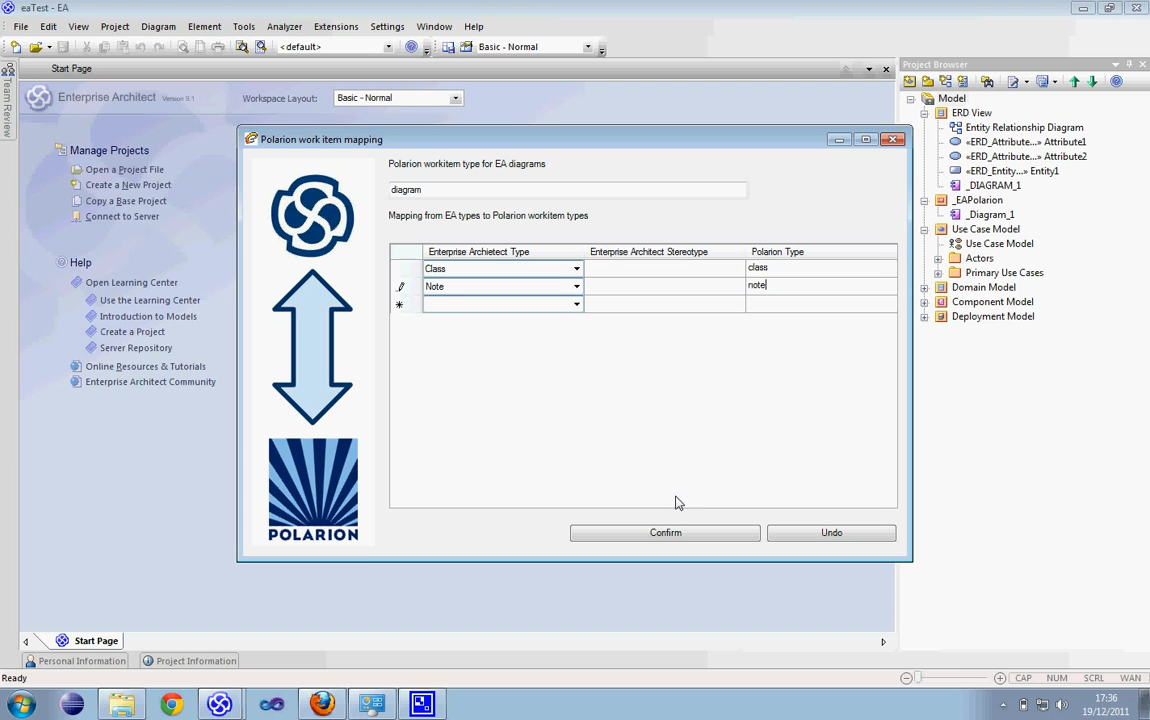 eaTest - EA
File Edit View Project Diagram Element Tools Analyzer Extensions Settings Window Help
<default> Basic - Normal
Start Page
Project Browser
Team Review
Enterprise Architect Version 9.1 Workspace Layout: Basic - Normal
Manage Projects
Open a Project File
Create a New Project
Copy a Base Project
Connect to Server
Help
Open Learning Center
Use the Learning Center
Introduction to Models
Create a Project
Server Repository
Online Resources & Tutorials
Enterprise Architect Community
Polarion work item mapping
Polarion workitem type for EA diagrams
diagram
Mapping from EA types to Polarion workitem types
Enterprise Archietect Type Enterprise Architect Stereotype Polarion Type
Class class
Note note
POLARION
Confirm Undo
Model
ERD View
Entity Relationship Diagram
«ERD_Attribute...» Attribute1
«ERD_Attribute...» Attribute2
«ERD_Entity...» Entity1
_DIAGRAM_1
_EAPolarion
_Diagram_1
Use Case Model
Use Case Model
Actors
Primary Use Cases
Domain Model
Component Model
Deployment Model
Start Page
Personal Information Project Information
Ready CAP NUM SCRL WAN
17:36
19/12/2011